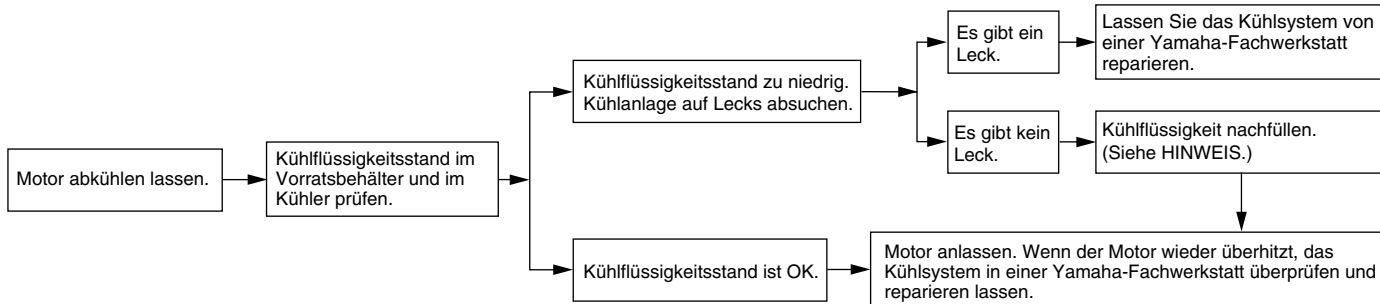 Motor abkühlen lassen.
Kühlflüssigkeitsstand im
Vorratsbehälter und im
Kühler prüfen.
Kühlflüssigkeitsstand zu niedrig.
Kühlanlage auf Lecks absuchen.
Es gibt ein
Leck.
Lassen Sie das Kühlsystem von
einer Yamaha-Fachwerkstatt
reparieren.
Es gibt kein
Leck.
Kühlflüssigkeit nachfüllen.
(Siehe HINWEIS.)
Kühlflüssigkeitsstand ist OK.
Motor anlassen. Wenn der Motor wieder überhitzt, das
Kühlsystem in einer Yamaha-Fachwerkstatt überprüfen und
reparieren lassen.